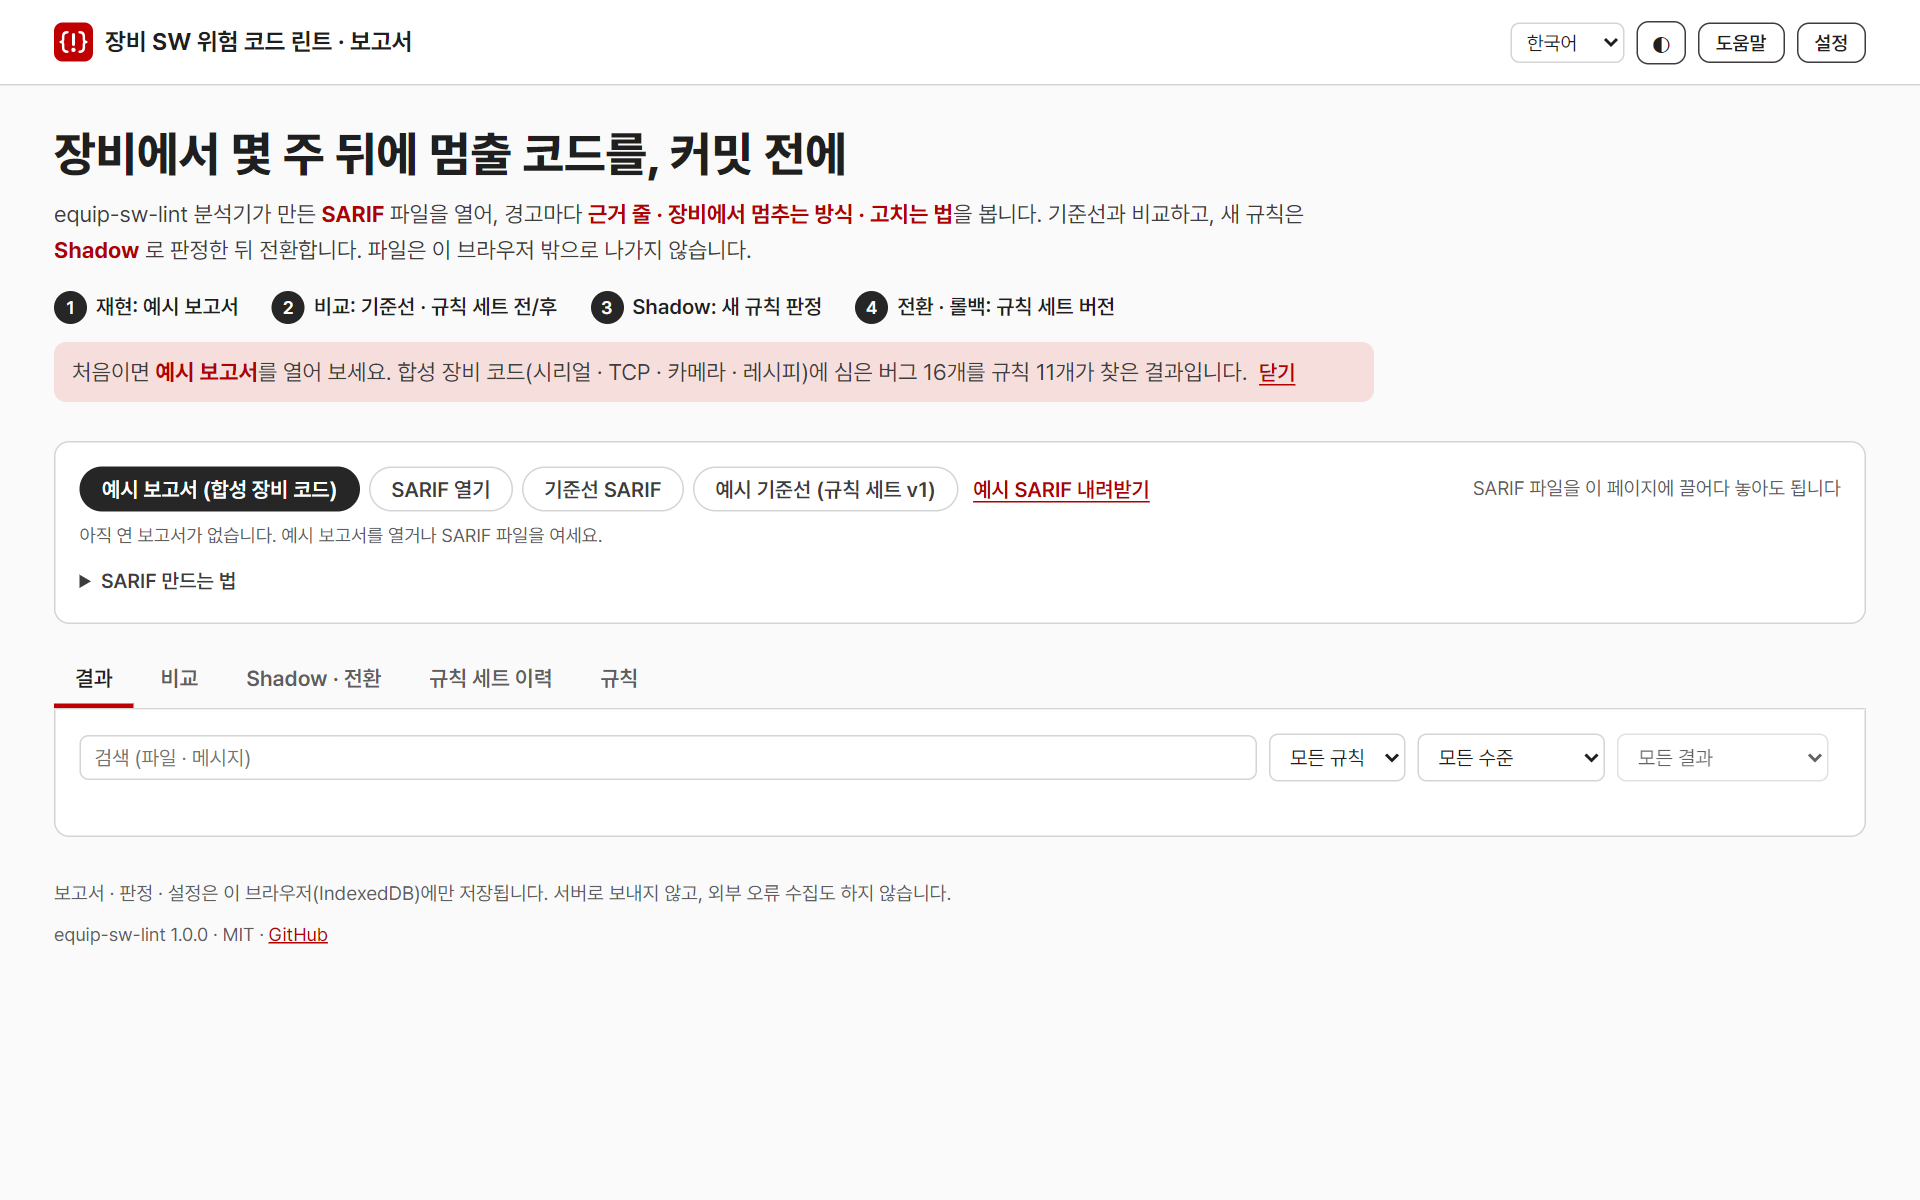 {!} 장비 SW 위험 코드 린트 · 보고서
한국어
도움말
설정
장비에서 몇 주 뒤에 멈출 코드를, 커밋 전에
equip-sw-lint 분석기가 만든 SARIF 파일을 열어, 경고마다 근거 줄 · 장비에서 멈추는 방식 · 고치는 법을 봅니다. 기준선과 비교하고, 새 규칙은
Shadow 로 판정한 뒤 전환합니다. 파일은 이 브라우저 밖으로 나가지 않습니다.
1 재현: 예시 보고서 2 비교: 기준선 · 규칙 세트 전/후 3 Shadow: 새 규칙 판정 4 전환 · 롤백: 규칙 세트 버전
처음이면 예시 보고서를 열어 보세요. 합성 장비 코드(시리얼 · TCP · 카메라 · 레시피)에 심은 버그 16개를 규칙 11개가 찾은 결과입니다. 닫기
예시 보고서 (합성 장비 코드) SARIF 열기 기준선 SARIF 예시 기준선 (규칙 세트 v1) 예시 SARIF 내려받기 SARIF 파일을 이 페이지에 끌어다 놓아도 됩니다
아직 연 보고서가 없습니다. 예시 보고서를 열거나 SARIF 파일을 여세요.
▶ SARIF 만드는 법
결과 비교 Shadow · 전환 규칙 세트 이력 규칙
검색 (파일 · 메시지) 모든 규칙 모든 수준 모든 결과
보고서 · 판정 · 설정은 이 브라우저(IndexedDB)에만 저장됩니다. 서버로 보내지 않고, 외부 오류 수집도 하지 않습니다.
equip-sw-lint 1.0.0 · MIT · GitHub